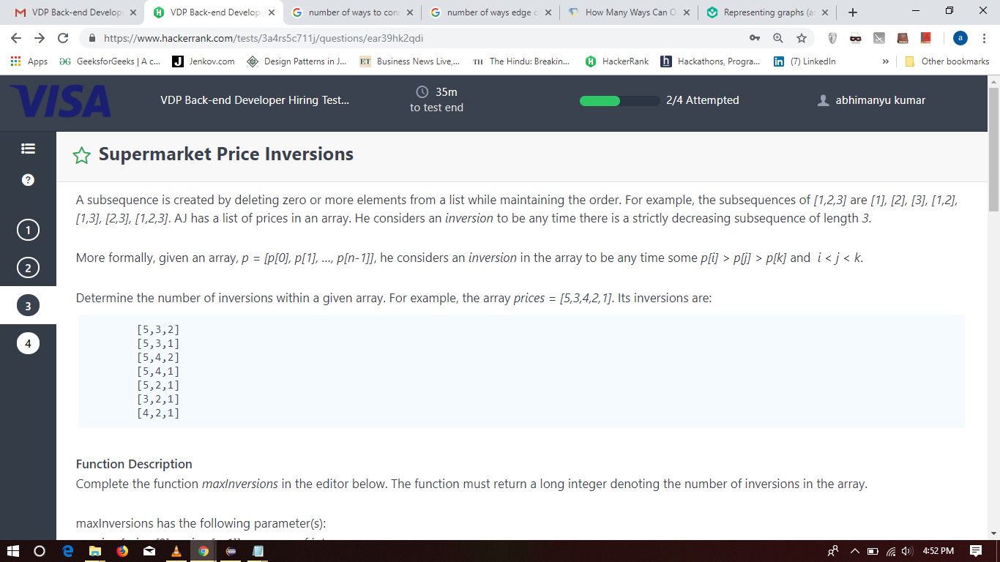 VDP Back-end Develope
VDP Back-end Develop
number of ways to con
number of ways edge c
How Many Ways Can O
Representing graphs (a
https://www.hackerrank.com/tests/3a4rs5c711j/questions/ear39hk2qdi
a
Apps
GeeksforGeeks | A c...
Jenkov.com
Design Patterns in J...
ET Business News Live,...
TH The Hindu: Breakin...
HackerRank
Hackathons, Progra...
(7) LinkedIn
»
Other bookmarks
VISA
VDP Back-end Developer Hiring Test...
35m
to test end
2/4 Attempted
abhimanyu kumar
Supermarket Price Inversions
1
2
3
4
A subsequence is created by deleting zero or more elements from a list while maintaining the order. For example, the subsequences of [1,2,3] are [1], [2], [3], [1,2],
[1,3], [2,3], [1,2,3]. AJ has a list of prices in an array. He considers an inversion to be any time there is a strictly decreasing subsequence of length 3.
More formally, given an array, p = [p[0], p[1], ..., p[n-1]], he considers an inversion in the array to be any time some p[i] > p[j] > p[k] and i < j < k.
Determine the number of inversions within a given array. For example, the array prices = [5,3,4,2,1]. Its inversions are:
[5,3,2]
[5,3,1]
[5,4,2]
[5,4,1]
[5,2,1]
[3,2,1]
[4,2,1]
Function Description
Complete the function maxInversions in the editor below. The function must return a long integer denoting the number of inversions in the array.
maxInversions has the following parameter(s):
4:52 PM